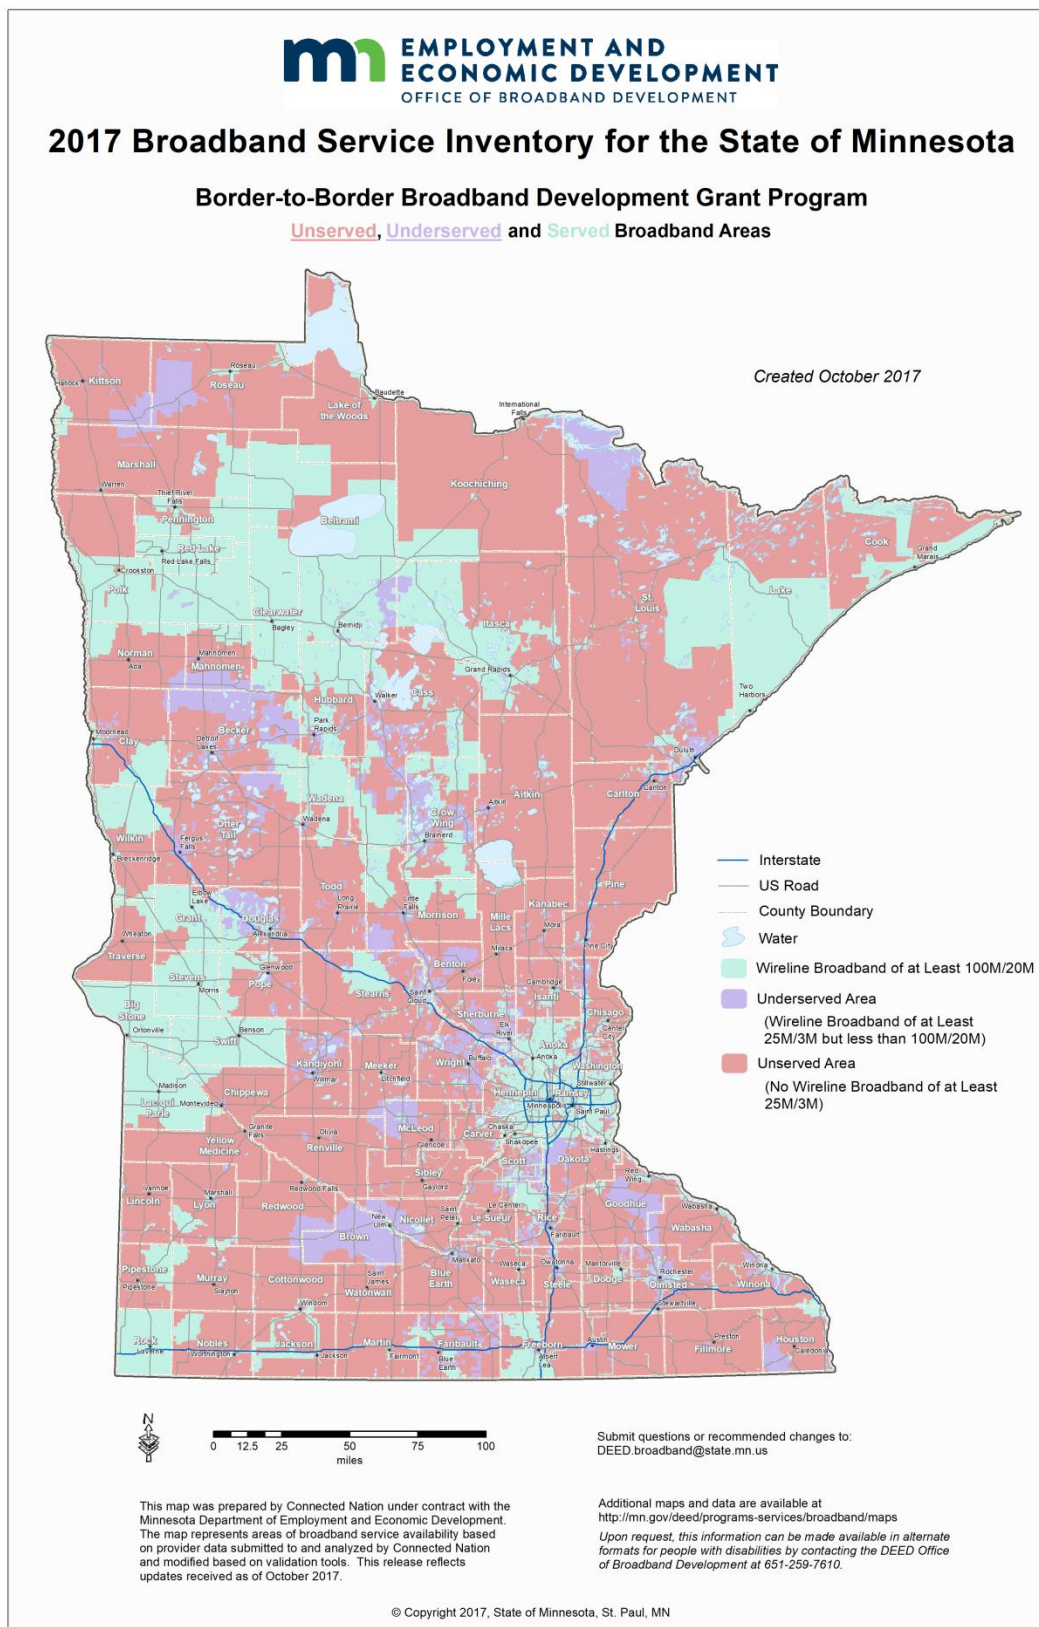 mn EMPLOYMENT AND
ECONOMIC DEVELOPMENT
OFFICE OF BROADBAND DEVELOPMENT
2017 Broadband Service Inventory for the State of Minnesota
Border-to-Border Broadband Development Grant Program
Unserved, Underserved and Served Broadband Areas
Created October 2017
Roseau
Hallock
Kittson
Roseau
Baudette
Lake of
the Woods
International
Falls
Marshall
Koochiching
Warren
Thief River
Falls
Pennington
Beltrami
Red Lake
Red Lake Falls
Cook
Grand
Marais
Crookston
Polk
Lake
St.
Louis
Clearwater
Bagley
Bemidji
Itasca
Norman
Ada
Mahnomen
Mahnomen
Grand Rapids
Cass
Walker
Hubbard
Two
Harbors
Park
Rapids
Becker
Detroit
Lakes
Moorhead
Clay
Duluth
Carlton
Carlton
Aitkin
Aitkin
Wadena
Wadena
Crow
Wing
Brainerd
Otter
Tail
Fergus
Falls
Wilkin
Breckenridge
Interstate
US Road
County Boundary
Water
Wireline Broadband of at Least 100M/20M
Underserved Area
(Wireline Broadband of at Least
25M/3M but less than 100M/20M)
Unserved Area
(No Wireline Broadband of at Least
25M/3M)
Pine
Todd
Long
Prairie
Elbow
Lake
Grant
Douglas
Alexandria
Little
Falls
Morrison
Mille
Lacs
Kanabec
Mora
Pine City
Wheaton
Traverse
Milaca
Benton
Foley
Glenwood
Pope
Stevens
Morris
Stearns
Saint
Cloud
Cambridge
Isanti
Big
Stone
Ortonville
Sherburne
Elk
River
Chisago
Center
City
Benson
Swift
Anoka
Anoka
Washington
Stillwater
Kandiyohi
Willmar
Meeker
Litchfield
Wright
Buffalo
Hennepin
Ramsey
Minneapolis
Saint Paul
Madison
Lac qui
Parle
Chippewa
Montevideo
McLeod
Glencoe
Carver
Chaska
Shakopee
Scott
Dakota
Hastings
Granite
Falls
Yellow
Medicine
Olivia
Renville
Sibley
Gaylord
Red
Wing
Goodhue
Ivanhoe
Lincoln
Marshall
Lyon
Redwood Falls
Redwood
New
Ulm
Nicollet
Saint
Peter
Le Center
Le Sueur
Rice
Faribault
Wabasha
Wabasha
Brown
Mankato
Pipestone
Pipestone
Murray
Slayton
Cottonwood
Saint
James
Watonwan
Blue
Earth
Waseca
Waseca
Owatonna
Steele
Mantorville
Dodge
Rochester
Olmsted
Winona
Winona
Windom
Stewartville
Rock
Luverne
Nobles
Worthington
Jackson
Jackson
Martin
Fairmont
Faribault
Blue
Earth
Freeborn
Albert
Lea
Austin
Mower
Preston
Fillmore
Houston
Caledonia
N
0 12.5 25 50 75 100
miles
Submit questions or recommended changes to:
DEED.broadband@state.mn.us
This map was prepared by Connected Nation under contract with the
Minnesota Department of Employment and Economic Development.
The map represents areas of broadband service availability based
on provider data submitted to and analyzed by Connected Nation
and modified based on validation tools. This release reflects
updates received as of October 2017.
Additional maps and data are available at
http://mn.gov/deed/programs-services/broadband/maps
Upon request, this information can be made available in alternate
formats for people with disabilities by contacting the DEED Office
of Broadband Development at 651-259-7610.
© Copyright 2017, State of Minnesota, St. Paul, MN